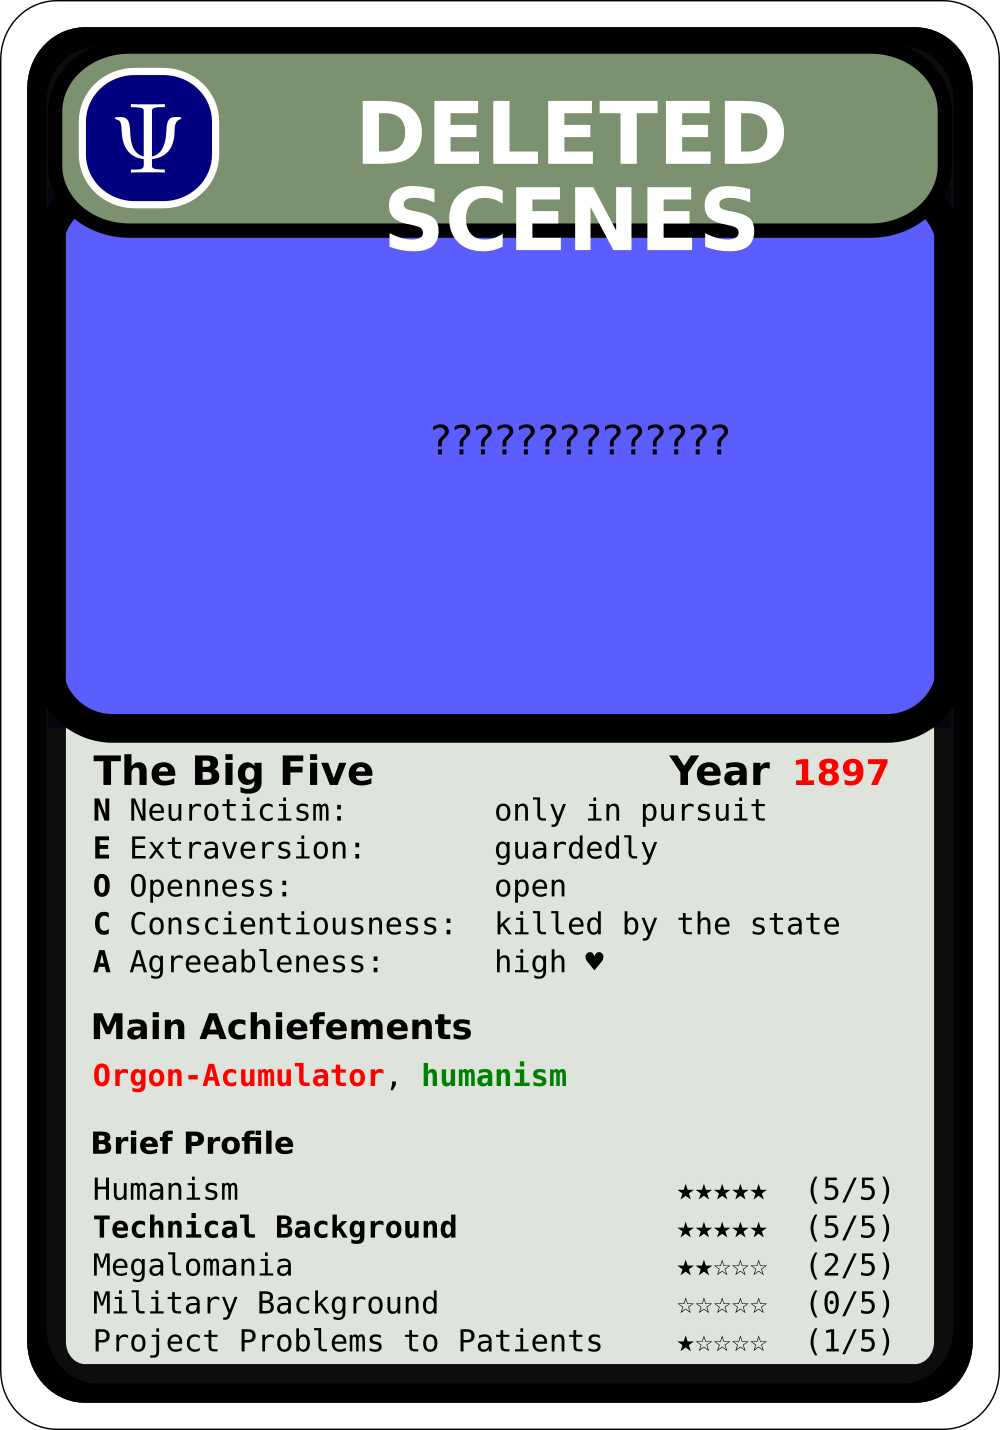 Ψ
DELETED
SCENES
??????????????
The Big Five Year 1897
N Neuroticism: only in pursuit
E Extraversion: guardedly
O Openness: open
C Conscientiousness: killed by the state
A Agreeableness: high ♥
Main Achiefements
Orgon-Acumulator, humanism
Brief Profile
Humanism ★★★★★ (5/5)
Technical Background ★★★★★ (5/5)
Megalomania ★★☆☆☆ (2/5)
Military Background ☆☆☆☆☆ (0/5)
Project Problems to Patients ★☆☆☆☆ (1/5)